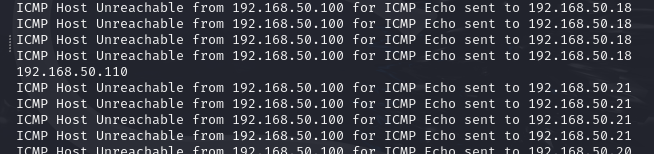 ICMP Host Unreachable from 192.168.50.100 for ICMP Echo sent to 192.168.50.18
ICMP Host Unreachable from 192.168.50.100 for ICMP Echo sent to 192.168.50.18
ICMP Host Unreachable from 192.168.50.100 for ICMP Echo sent to 192.168.50.18
ICMP Host Unreachable from 192.168.50.100 for ICMP Echo sent to 192.168.50.18
192.168.50.110
ICMP Host Unreachable from 192.168.50.100 for ICMP Echo sent to 192.168.50.21
ICMP Host Unreachable from 192.168.50.100 for ICMP Echo sent to 192.168.50.21
ICMP Host Unreachable from 192.168.50.100 for ICMP Echo sent to 192.168.50.21
ICMP Host Unreachable from 192.168.50.100 for ICMP Echo sent to 192.168.50.21
ICMP Host Unreachable from 192.168.50.100 for ICMP Echo sent to 192.168.50.20